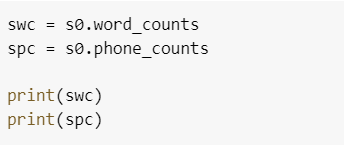 swc = s0.word_counts
spc = s0.phone_counts
print(swc)
print(spc)